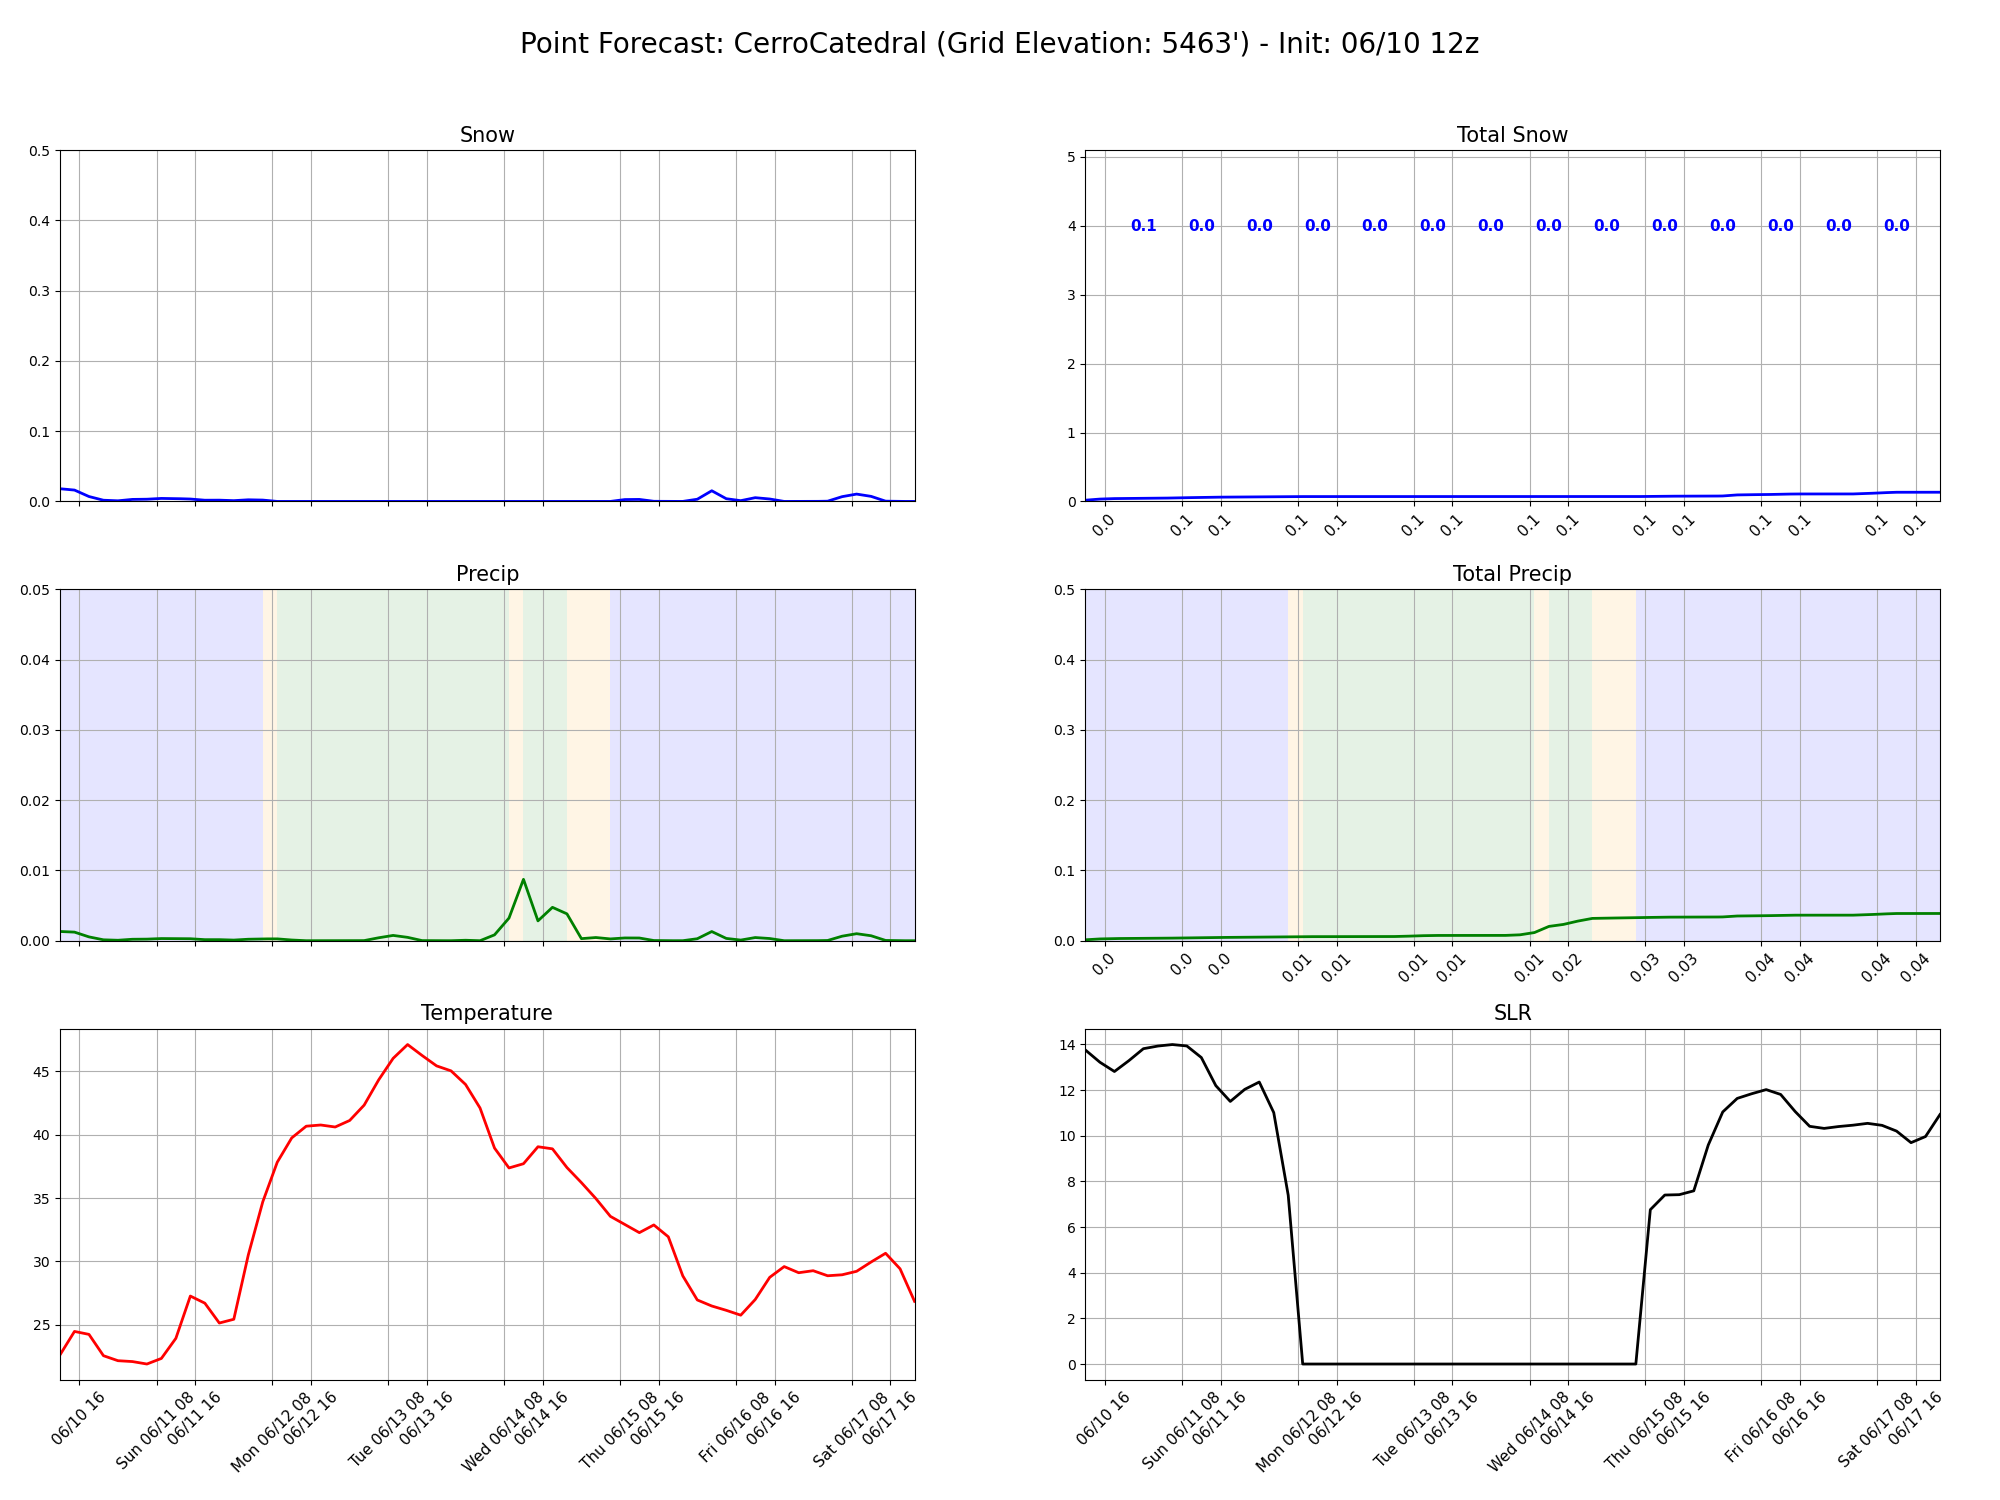 Point Forecast: CerroCatedral (Grid Elevation: 5463') - Init: 06/10 12z
Snow
0.5
0.4
0.3
0.2
0.1
0.0
Total Snow
5
4
3
2
1
0
0.1 0.0 0.0 0.0 0.0 0.0 0.0 0.0 0.0 0.0 0.0 0.0 0.0 0.0
0.0 0.1 0.1 0.1 0.1 0.1 0.1 0.1 0.1 0.1 0.1 0.1 0.1 0.1 0.1
Precip
0.05
0.04
0.03
0.02
0.01
0.00
Total Precip
0.5
0.4
0.3
0.2
0.1
0.0
0.0 0.0 0.0 0.01 0.01 0.01 0.01 0.01 0.02 0.03 0.03 0.04 0.04 0.04 0.04
Temperature
45
40
35
30
25
06/10 16
Sun 06/11 08
06/11 16
Mon 06/12 08
06/12 16
Tue 06/13 08
06/13 16
Wed 06/14 08
06/14 16
Thu 06/15 08
06/15 16
Fri 06/16 08
06/16 16
Sat 06/17 08
06/17 16
SLR
14
12
10
8
6
4
2
0
06/10 16
Sun 06/11 08
06/11 16
Mon 06/12 08
06/12 16
Tue 06/13 08
06/13 16
Wed 06/14 08
06/14 16
Thu 06/15 08
06/15 16
Fri 06/16 08
06/16 16
Sat 06/17 08
06/17 16